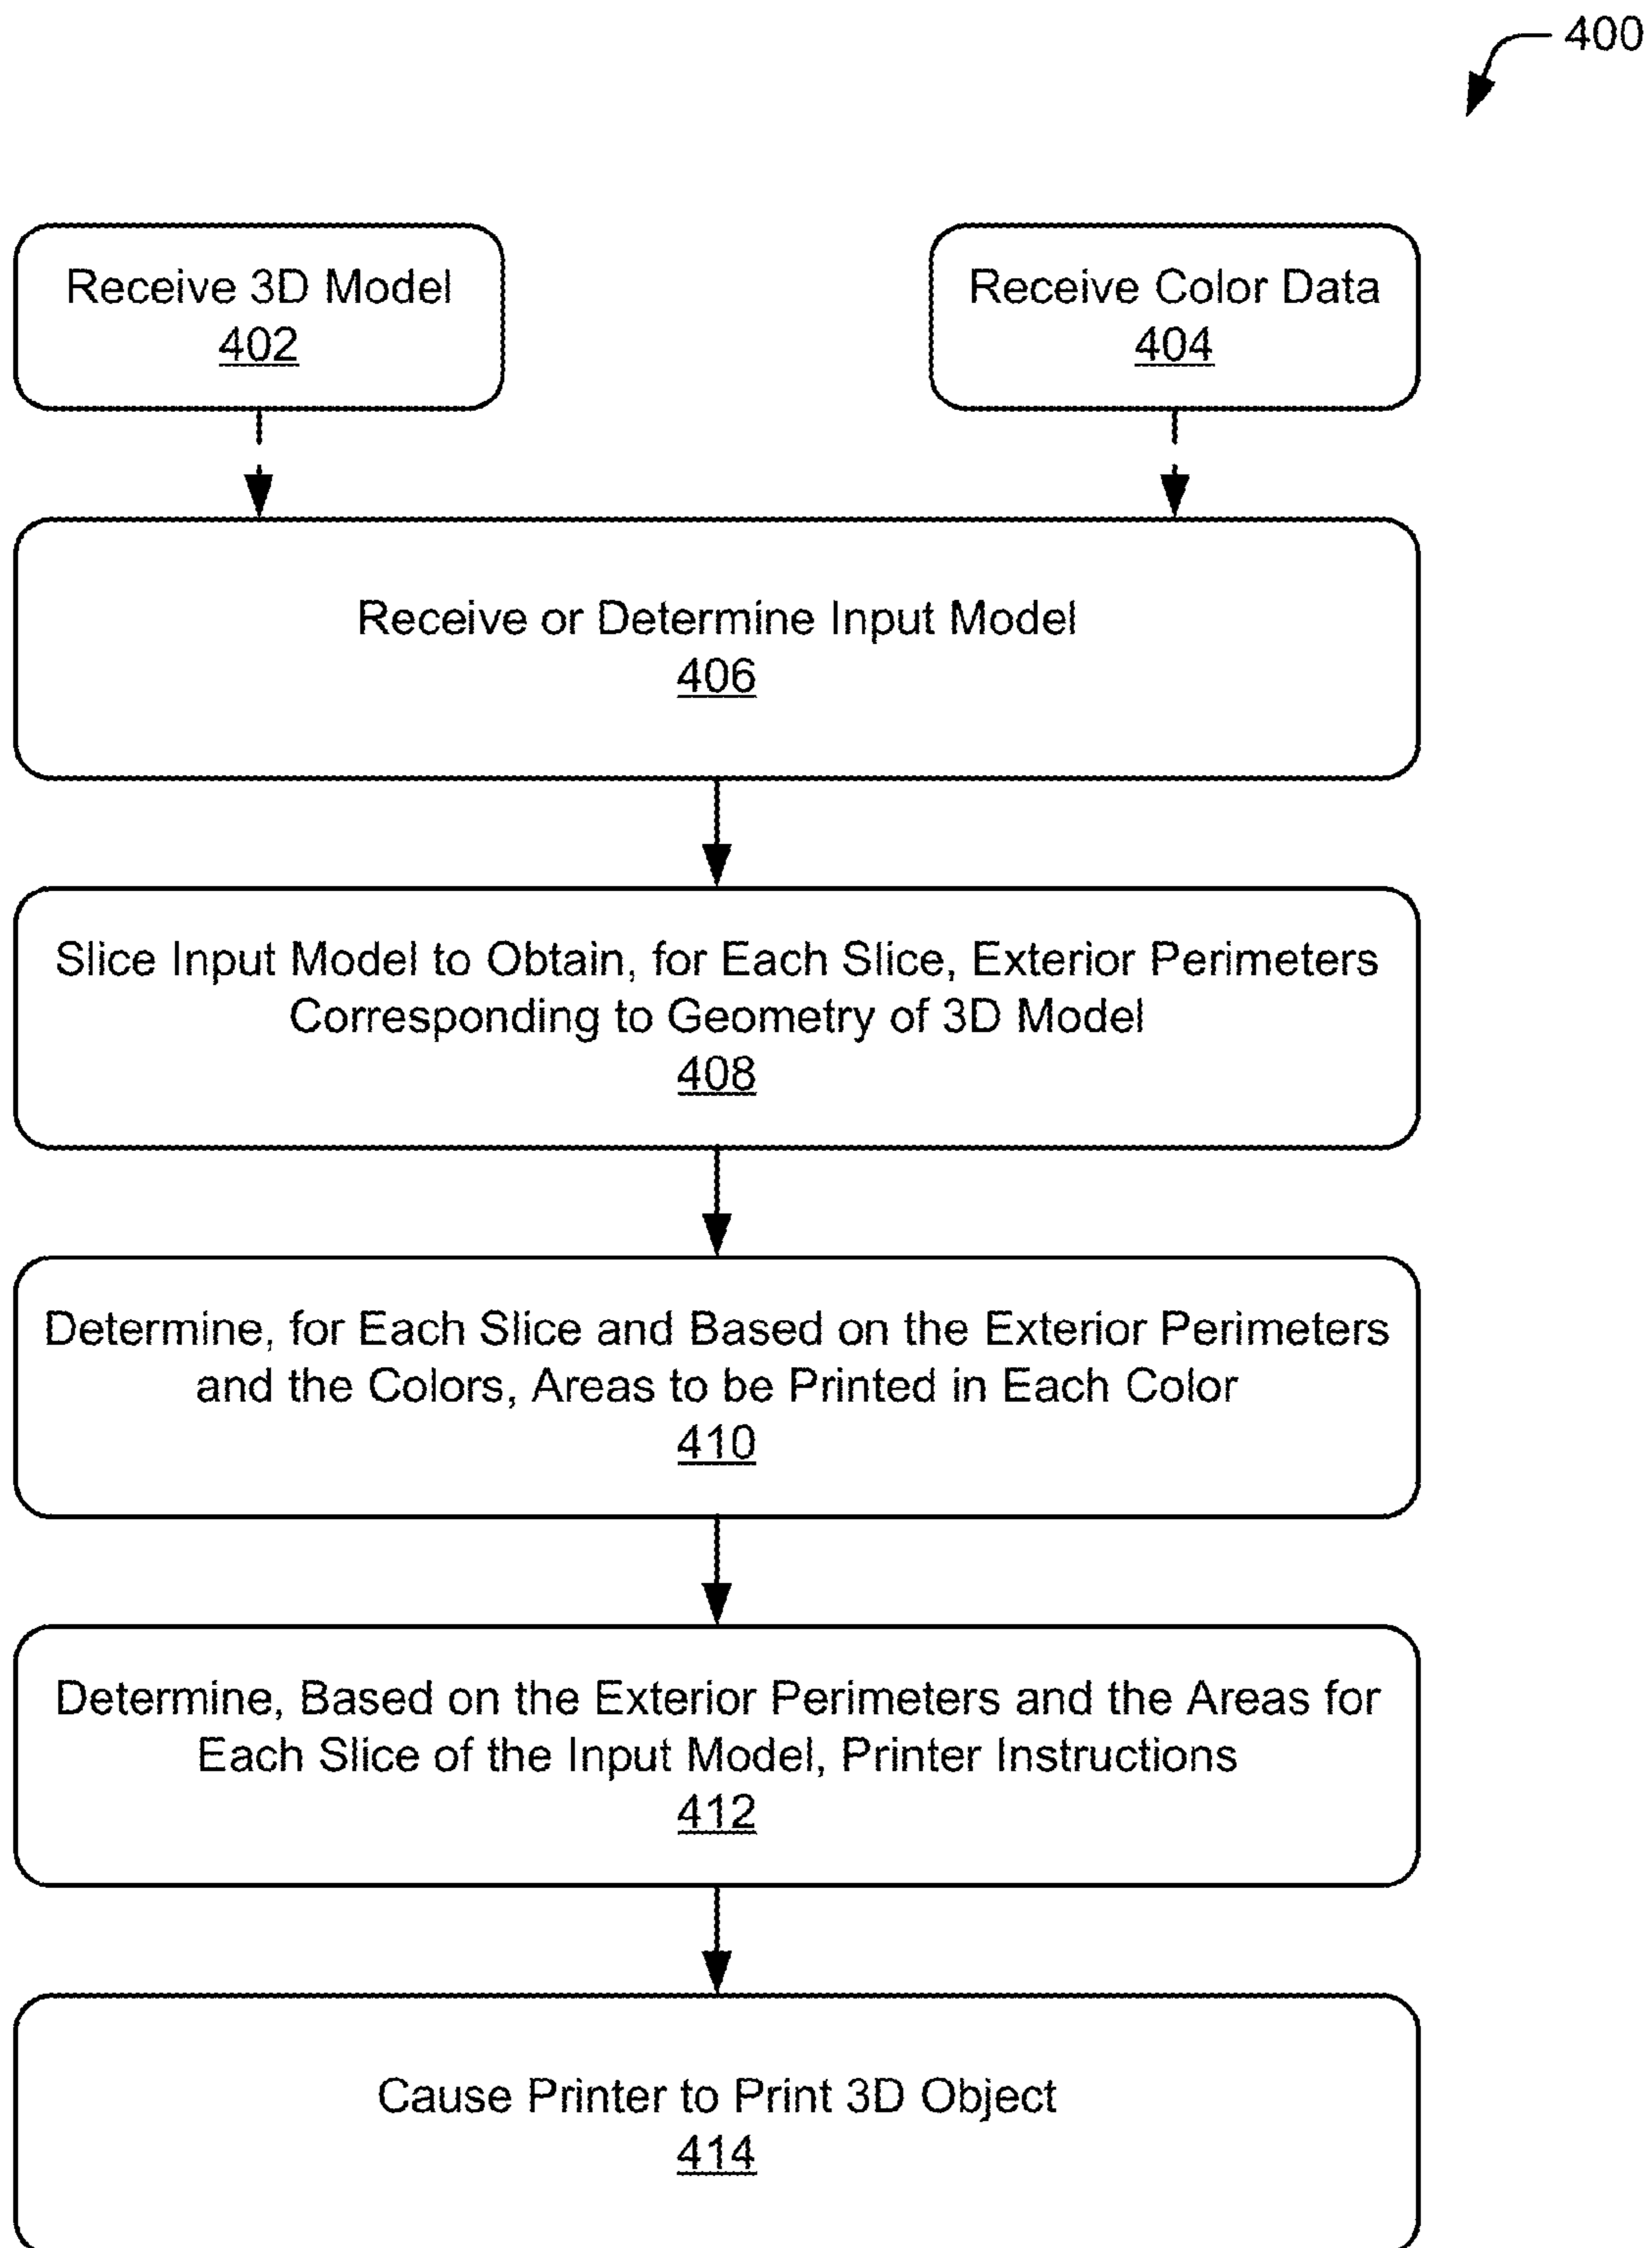 400
Receive 3D Model
402
Receive Color Data
404
Receive or Determine Input Model
406
Slice Input Model to Obtain, for Each Slice, Exterior Perimeters
Corresponding to Geometry of 3D Model
408
Determine, for Each Slice and Based on the Exterior Perimeters
and the Colors, Areas to be Printed in Each Color
410
Determine, Based on the Exterior Perimeters and the Areas for
Each Slice of the Input Model, Printer Instructions
412
Cause Printer to Print 3D Object
414